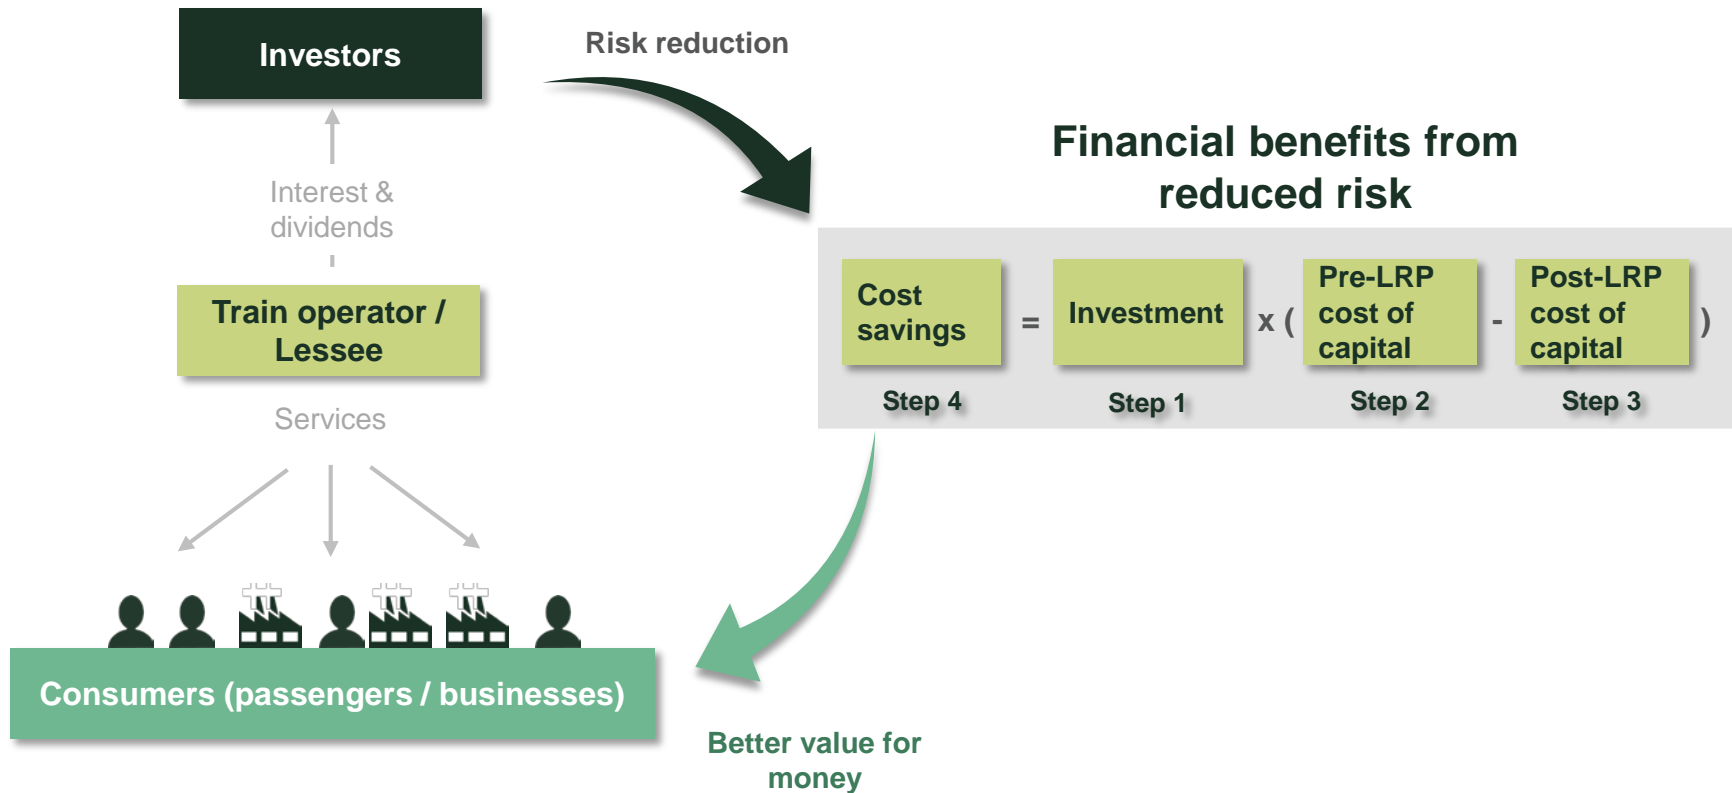 Investors
Risk reduction
Interest &
dividends
Train operator /
Lessee
Services
Consumers (passengers / businesses)
Financial benefits from
reduced risk
Cost
savings
=
Investment
x (
Pre-LRP
cost of
capital
-
Post-LRP
cost of
capital
)
Step 4
Step 1
Step 2
Step 3
Better value for
money